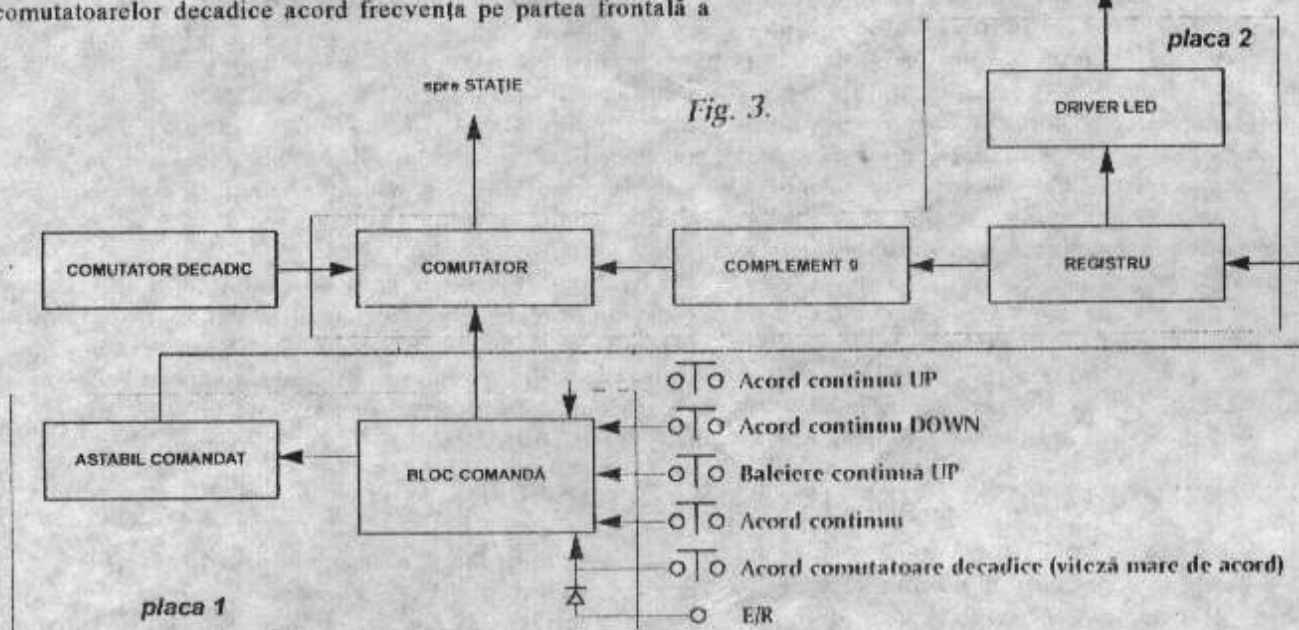 comutatoarelor decadice acord frecvența pe partea frontală a
placa 2
spre STAȚIE
Fig. 3.
DRIVER LED
COMUTATOR DECADIC
COMUTATOR
COMPLEMENT 9
REGISTRU
Acord continuu UP
Acord continuu DOWN
ASTABIL COMANDAT
BLOC COMANDĂ
Baleiere continuă UP
Acord continuu
Acord comutatoare decadice (viteză mare de acord)
placa 1
E/R